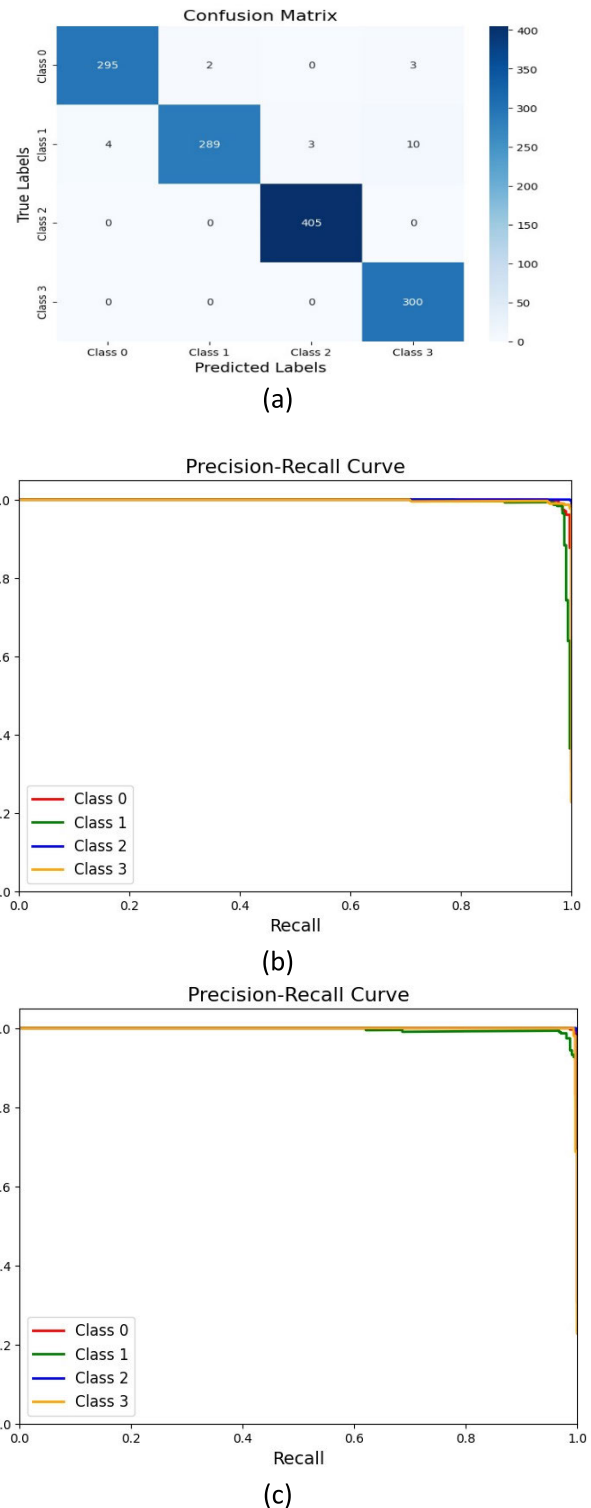 Confusion Matrix
True Labels
Class 0
295 2 0 3
Class 1
4 289 3 10
Class 2
0 0 405 0
Class 3
0 0 0 300
Class 0 Class 1 Class 2 Class 3
Predicted Labels
400
350
300
250
200
150
100
50
0
(a)
Precision-Recall Curve
.0
.8
.6
.4
.2
.0
Class 0
Class 1
Class 2
Class 3
0.0 0.2 0.4 0.6 0.8 1.0
Recall
(b)
Precision-Recall Curve
.0
.8
.6
.4
.2
.0
Class 0
Class 1
Class 2
Class 3
0.0 0.2 0.4 0.6 0.8 1.0
Recall
(c)